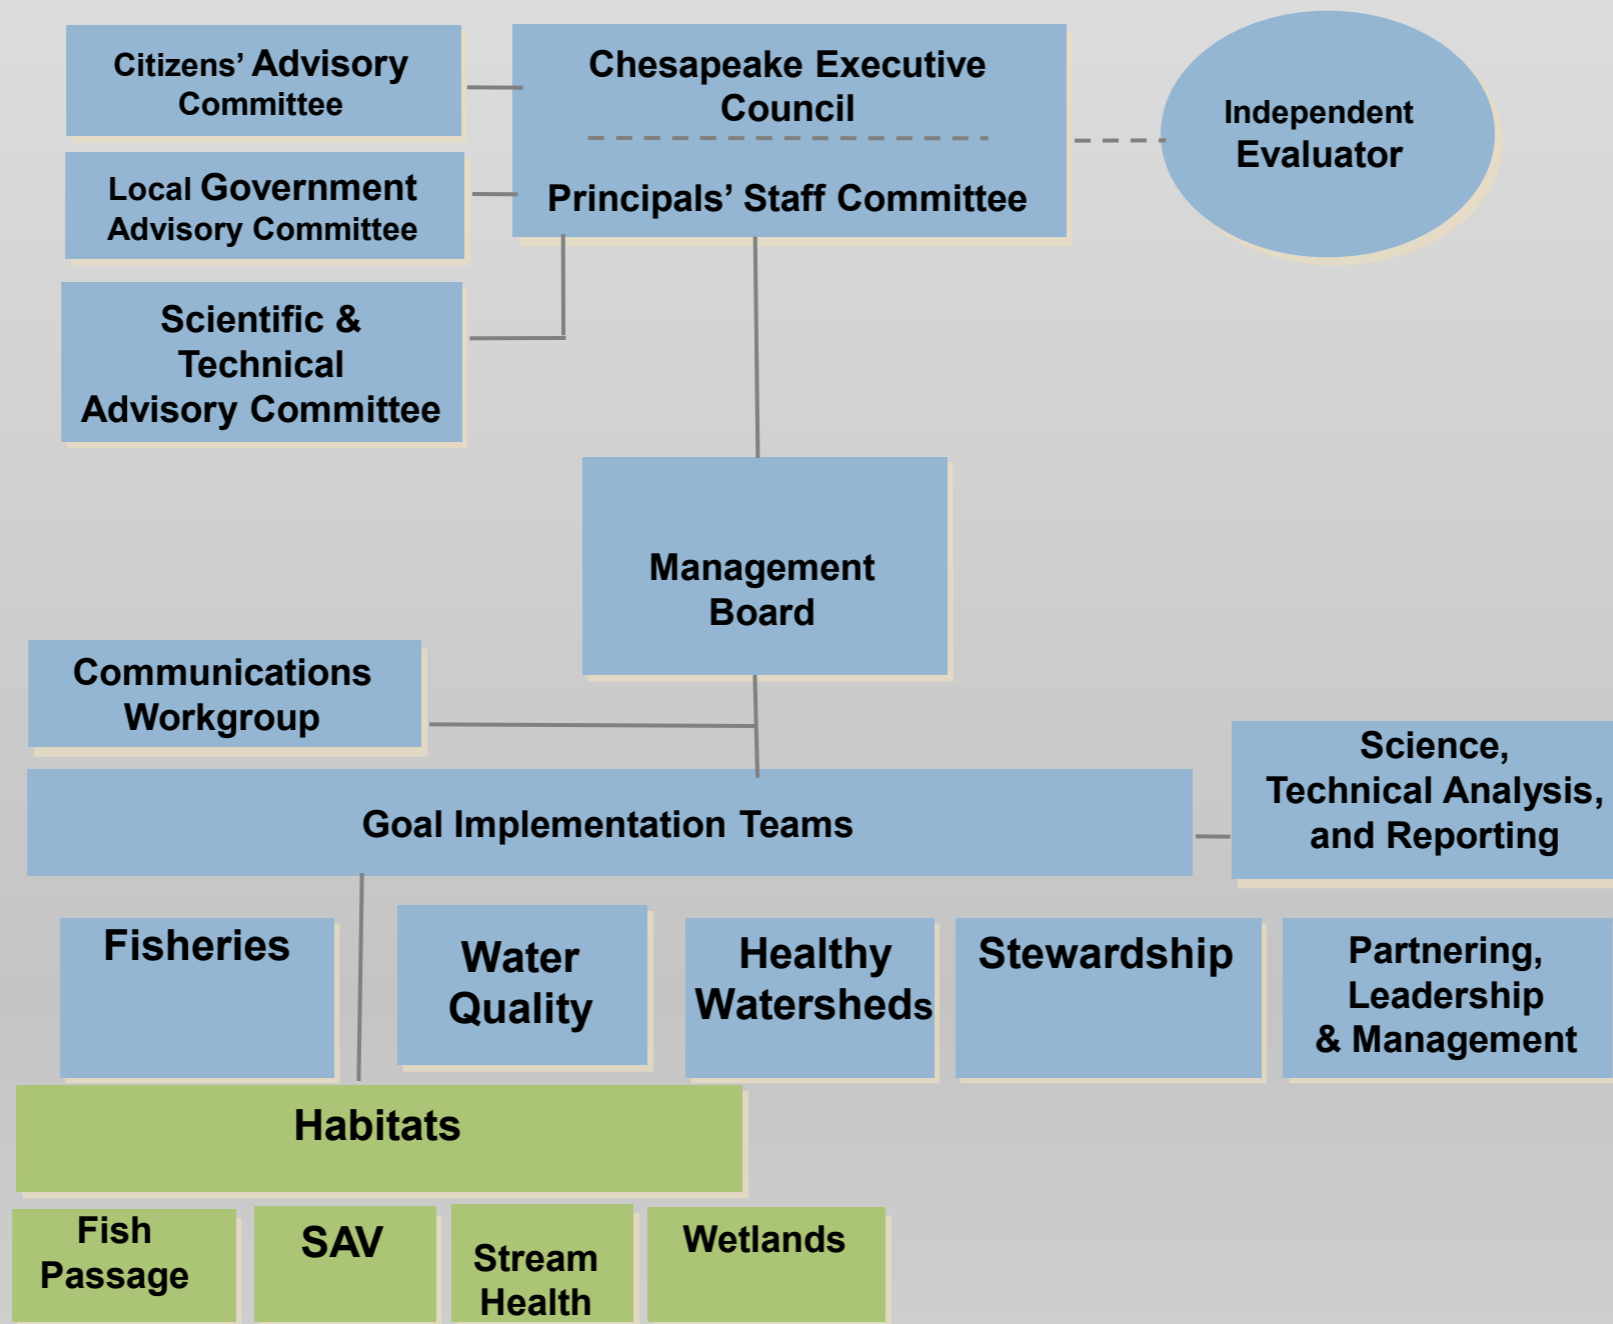 Citizens’ Advisory
Committee
Chesapeake Executive
Council
Principals’ Staff Committee
Independent
Evaluator
Local Government
Advisory Committee
Scientific &
Technical
Advisory Committee
Management
Board
Communications
Workgroup
Goal Implementation Teams
Science,
Technical Analysis,
and Reporting
Fisheries
Water
Quality
Healthy
Watersheds
Stewardship
Partnering,
Leadership
& Management
Habitats
Fish
Passage
SAV
Stream
Health
Wetlands